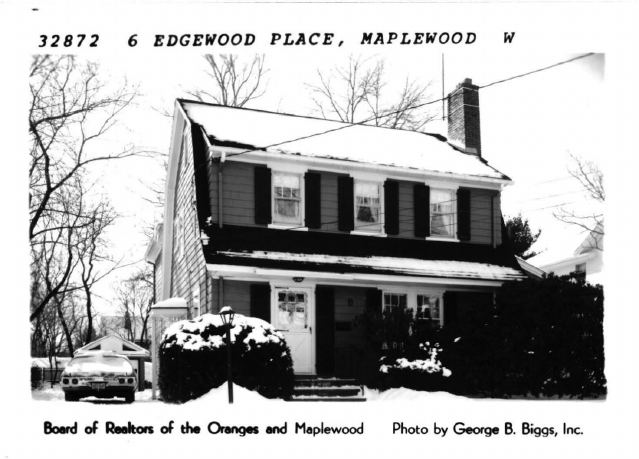 32872 6 EDGEWOOD PLACE, MAPLEWOOD W
Board of Realtors of the Oranges and Maplewood Photo by George B. Biggs, Inc.